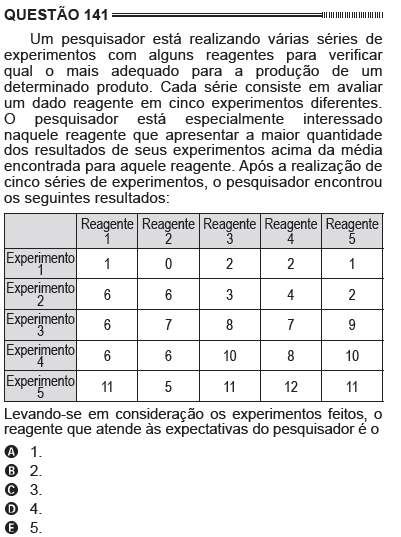 QUESTÃO 141
Um pesquisador está realizando várias séries de
experimentos com alguns reagentes para verificar
qual o mais adequado para a produção de um
determinado produto. Cada série consiste em avaliar
um dado reagente em cinco experimentos diferentes.
O pesquisador está especialmente interessado
naquele reagente que apresentar a maior quantidade
dos resultados de seus experimentos acima da média
encontrada para aquele reagente. Após a realização de
cinco séries de experimentos, o pesquisador encontrou
os seguintes resultados:
Reagente Reagente Reagente Reagente Reagente
1 2 3 4 5
Experimento
1 1 0 2 2 1
Experimento
2 6 6 3 4 2
Experimento
3 6 7 8 7 9
Experimento
4 6 6 10 8 10
Experimento
5 11 5 11 12 11
Levando-se em consideração os experimentos feitos, o
reagente que atende às expectativas do pesquisador é o
A 1.
B 2.
C 3.
D 4.
E 5.